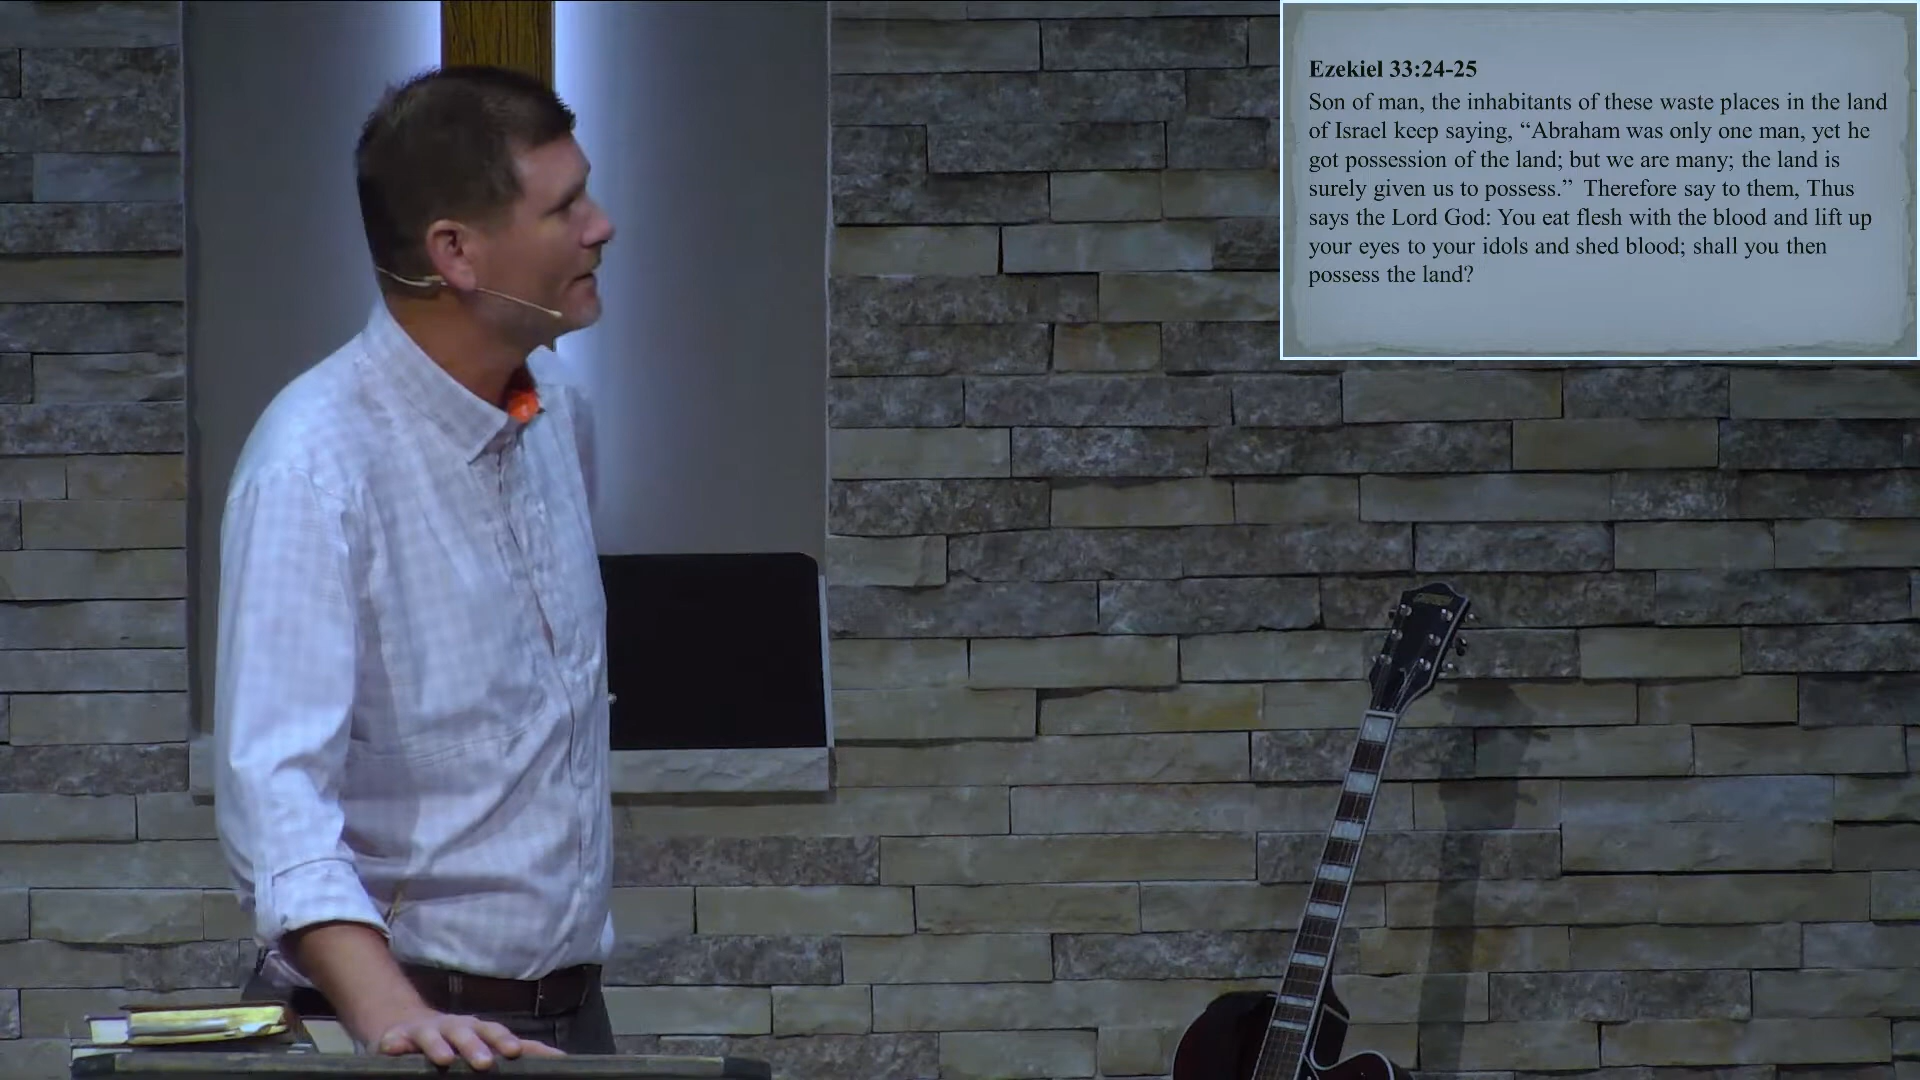 Ezekiel 33:24-25
Son of man, the inhabitants of these waste places in the land
of Israel keep saying, “Abraham was only one man, yet he
got possession of the land; but we are many; the land is
surely given us to possess.”  Therefore say to them, Thus
says the Lord God: You eat flesh with the blood and lift up
your eyes to your idols and shed blood; shall you then
possess the land?